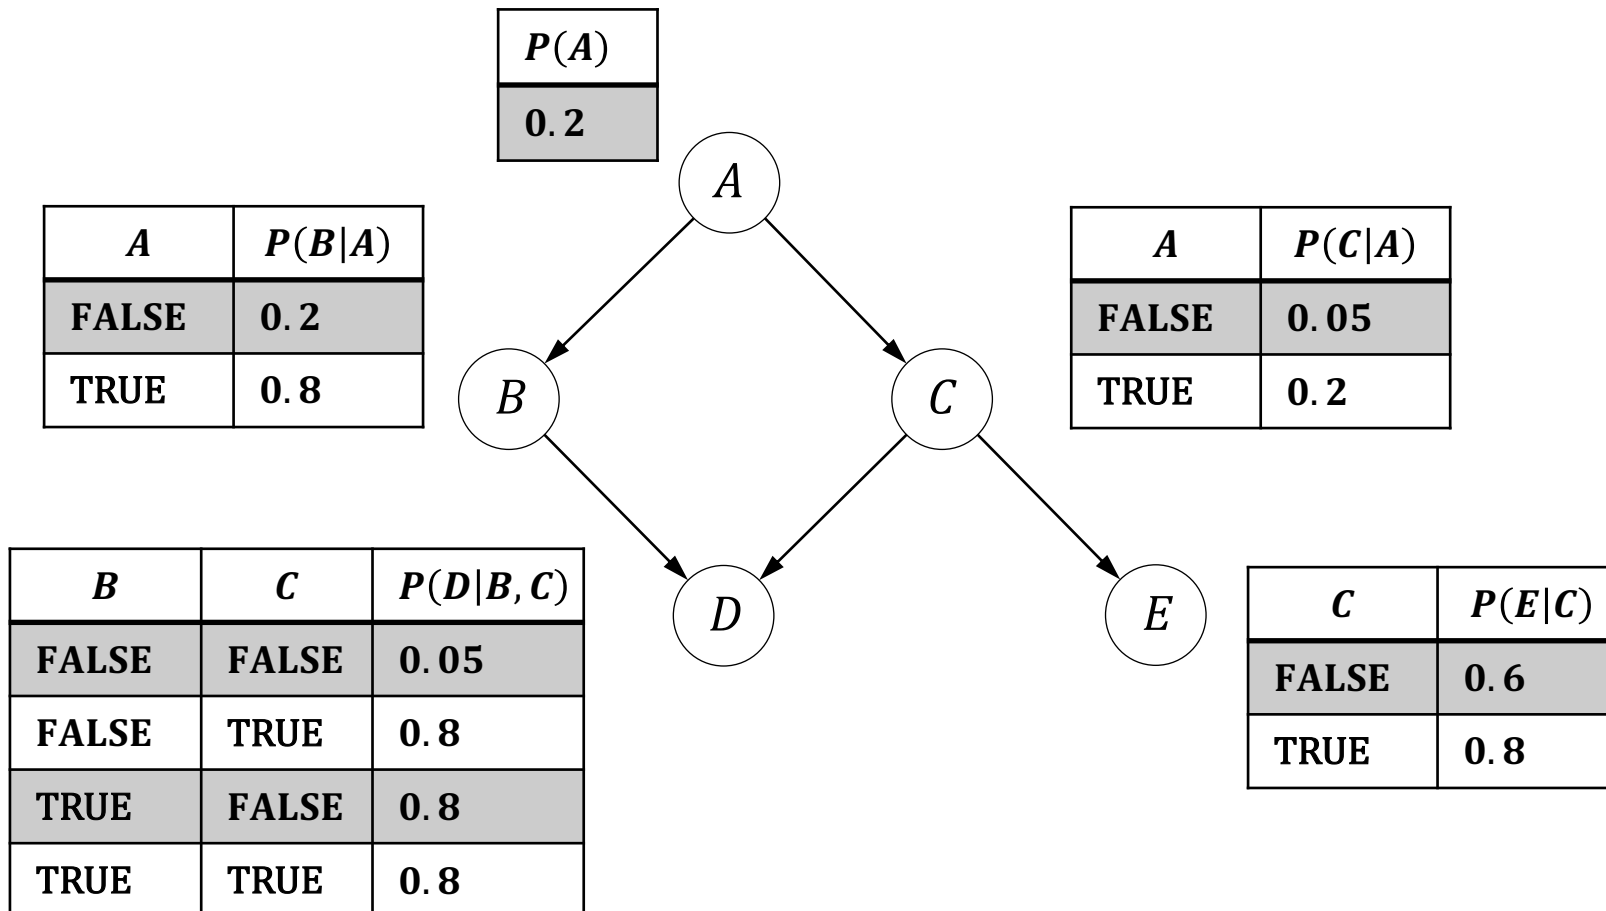 P(A)
0.2
A
A P(B|A)
FALSE 0.2
TRUE 0.8
A P(C|A)
FALSE 0.05
TRUE 0.2
B
C
B C P(D|B, C)
FALSE FALSE 0.05
FALSE TRUE 0.8
TRUE FALSE 0.8
TRUE TRUE 0.8
D
E
C P(E|C)
FALSE 0.6
TRUE 0.8